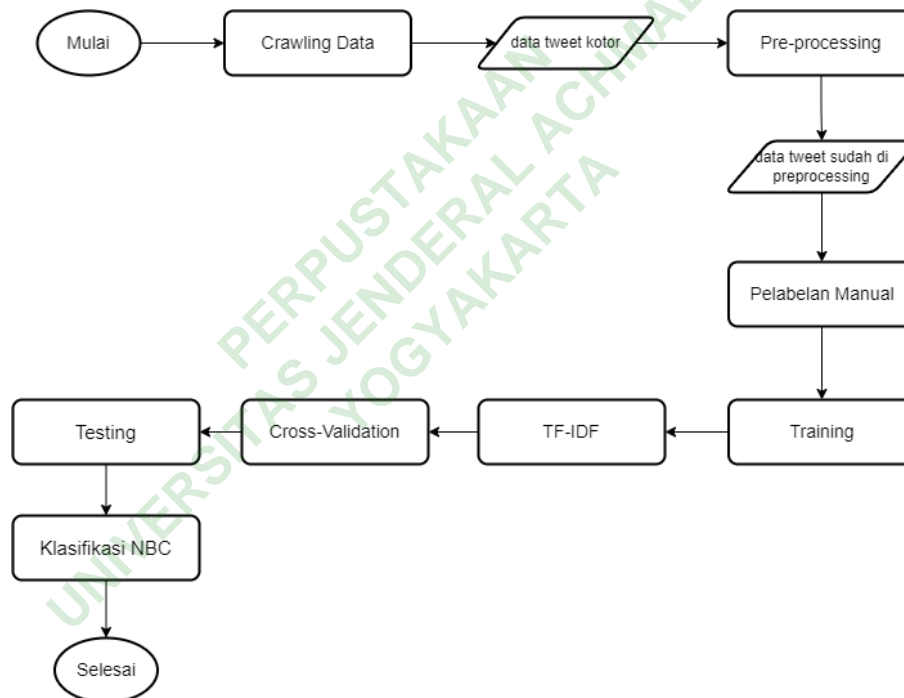 Mulai
Crawling Data
data tweet kotor
Pre-processing
data tweet sudah di
preprocessing
Pelabelan Manual
Training
TF-IDF
Cross-Validation
Testing
Klasifikasi NBC
Selesai
PERPUSTAKAAN
UNIVERSITAS JENDERAL ACHMAD
YOGYAKARTA